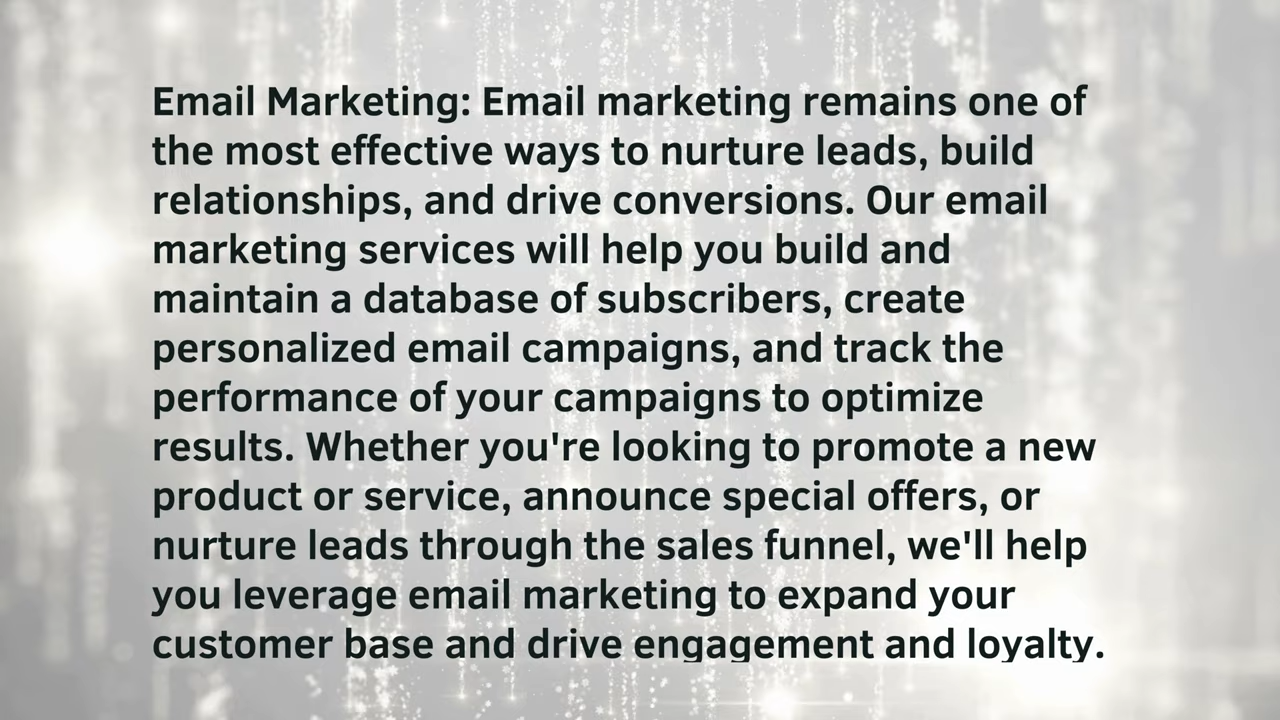 Email Marketing: Email marketing remains one of
the most effective ways to nurture leads, build
relationships, and drive conversions. Our email
marketing services will help you build and
maintain a database of subscribers, create
personalized email campaigns, and track the
performance of your campaigns to optimize
results. Whether you're looking to promote a new
product or service, announce special offers, or
nurture leads through the sales funnel, we'll help
you leverage email marketing to expand your
customer base and drive engagement and loyalty.